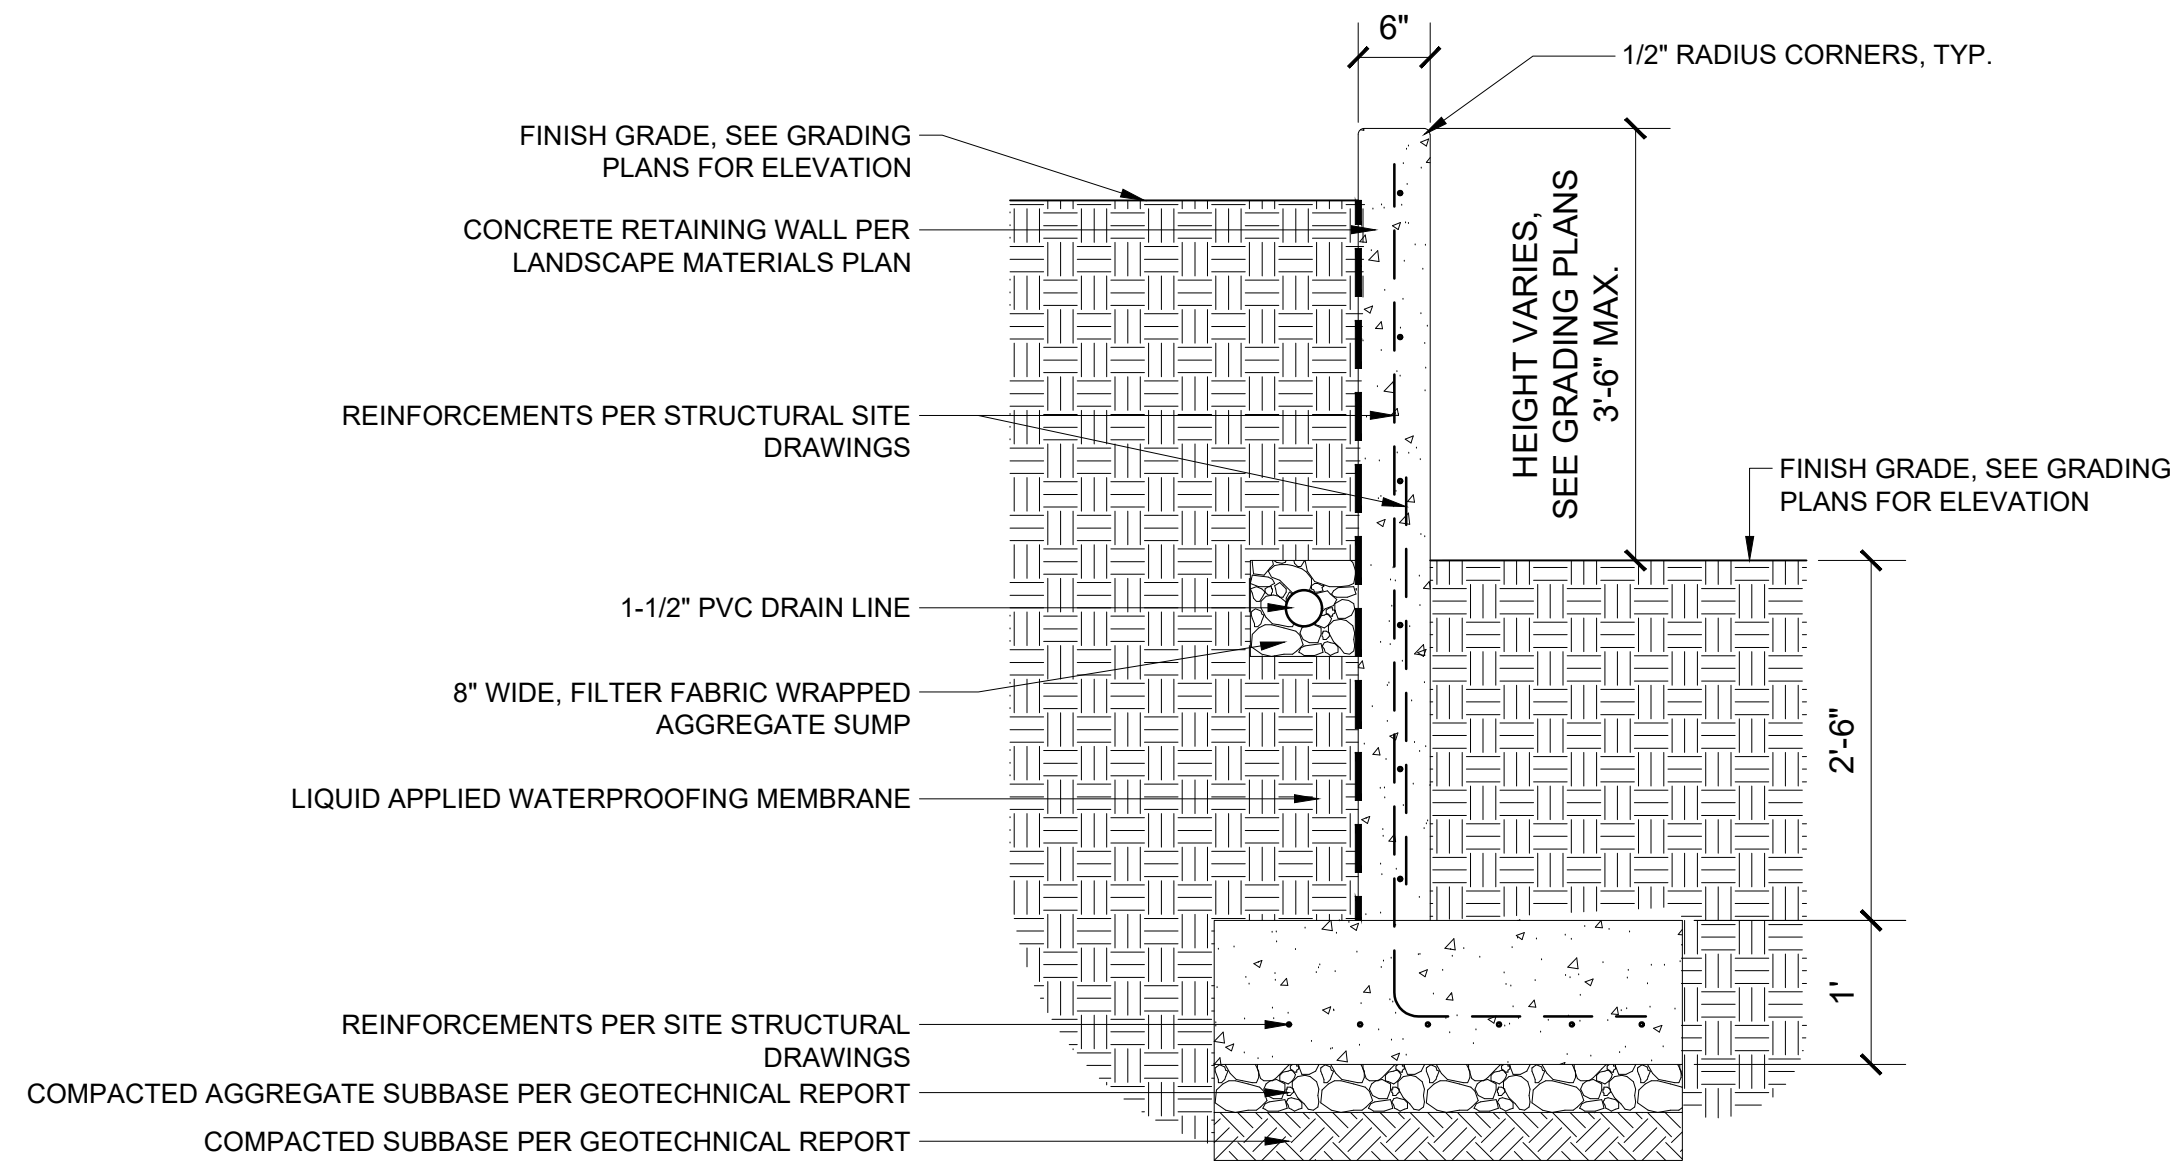 6"
1/2" RADIUS CORNERS, TYP.
FINISH GRADE, SEE GRADING
PLANS FOR ELEVATION
CONCRETE RETAINING WALL PER
LANDSCAPE MATERIALS PLAN
HEIGHT VARIES,
SEE GRADING PLANS
3'-6" MAX.
REINFORCEMENTS PER STRUCTURAL SITE
DRAWINGS
FINISH GRADE, SEE GRADING
PLANS FOR ELEVATION
1-1/2" PVC DRAIN LINE
8" WIDE, FILTER FABRIC WRAPPED
AGGREGATE SUMP
2'-6"
LIQUID APPLIED WATERPROOFING MEMBRANE
1'
REINFORCEMENTS PER SITE STRUCTURAL
DRAWINGS
COMPACTED AGGREGATE SUBBASE PER GEOTECHNICAL REPORT
COMPACTED SUBBASE PER GEOTECHNICAL REPORT